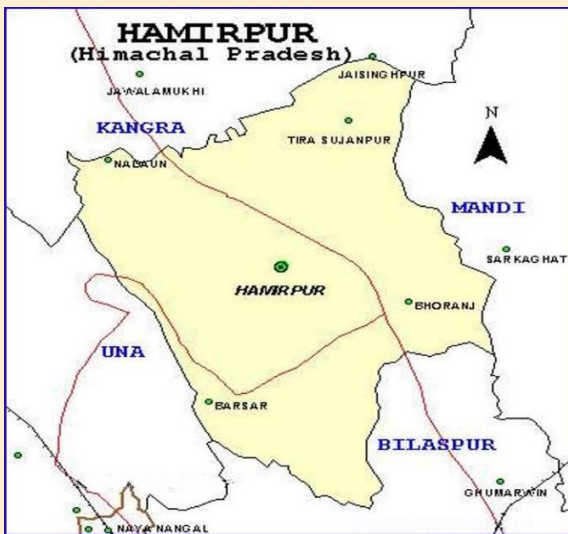 HAMIRPUR
(Himachal Pradesh)
JAISINGHPUR
JAWALAMUKHI
KANGRA
TIRA SUJANPUR
N
NADAUN
MANDI
SARKAGHAT
HAMIRPUR
BHORANJ
UNA
BARSAR
BILASPUR
GHUMARWIN
NAYA NANGAL